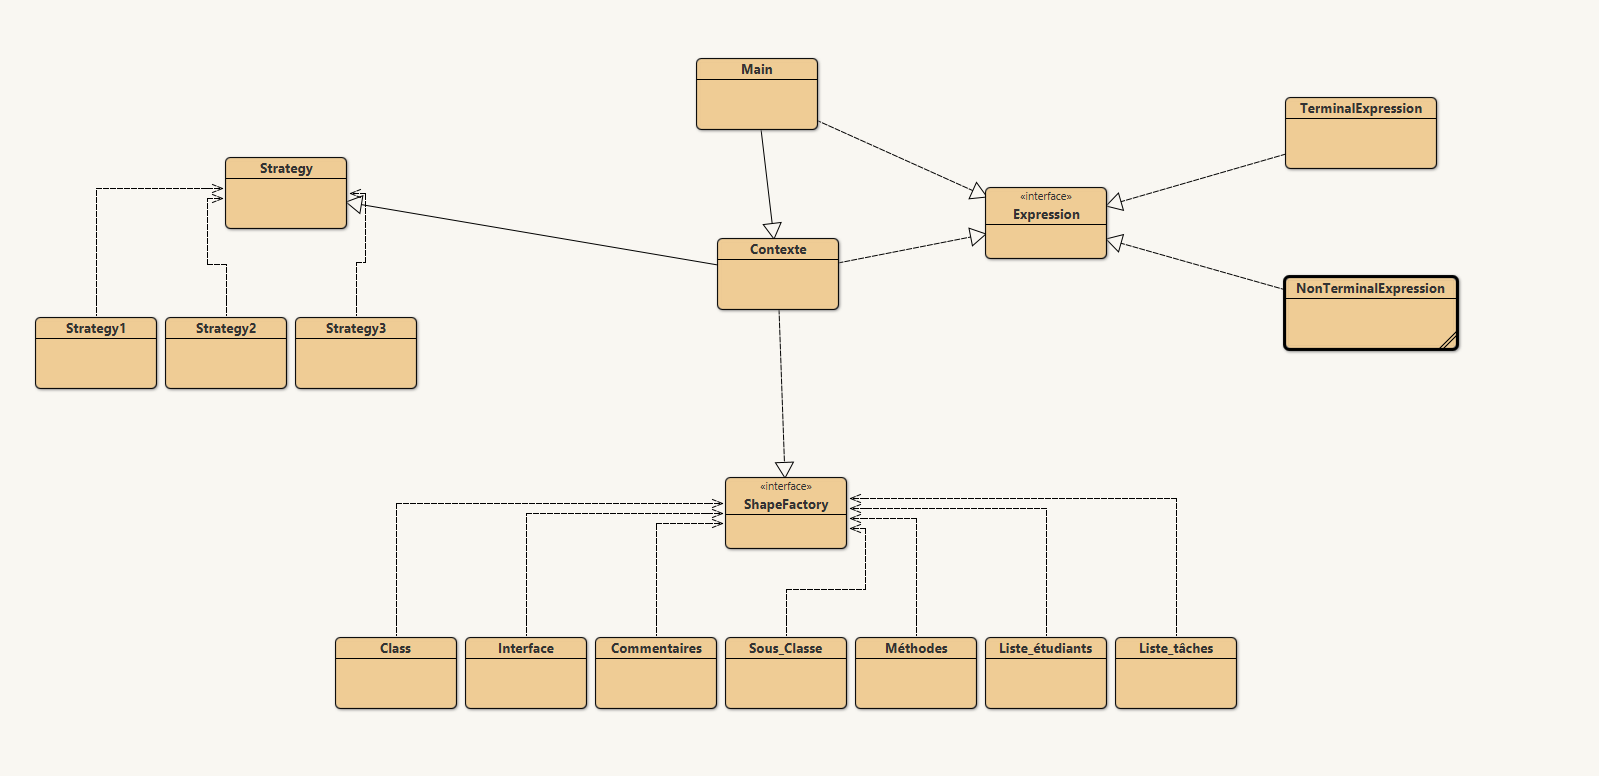 Main
TerminalExpression
Strategy
«interface»
Expression
Contexte
NonTerminalExpression
Strategy1
Strategy2
Strategy3
«interface»
ShapeFactory
Class
Interface
Commentaires
Sous_Classe
Méthodes
Liste_étudiants
Liste_tâches